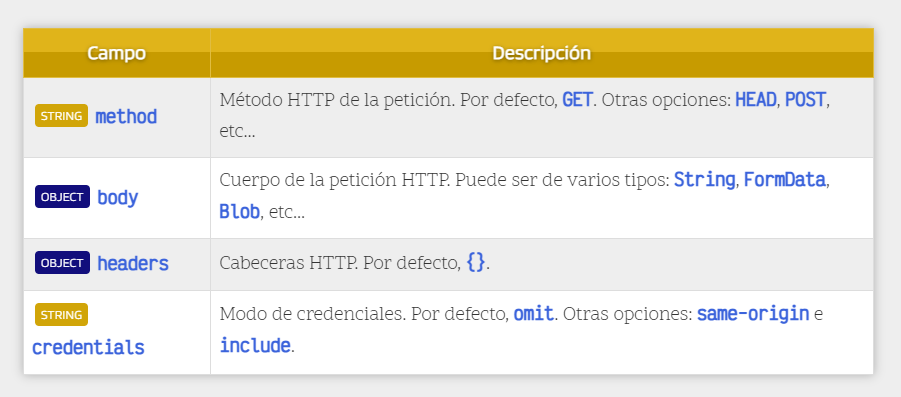 Campo Descripción
STRING method Método HTTP de la petición. Por defecto, GET. Otras opciones: HEAD, POST,
etc...
OBJECT body Cuerpo de la petición HTTP. Puede ser de varios tipos: String, FormData,
Blob, etc...
OBJECT headers Cabeceras HTTP. Por defecto, {}.
STRING
credentials
Modo de credenciales. Por defecto, omit. Otras opciones: same-origin e
include.